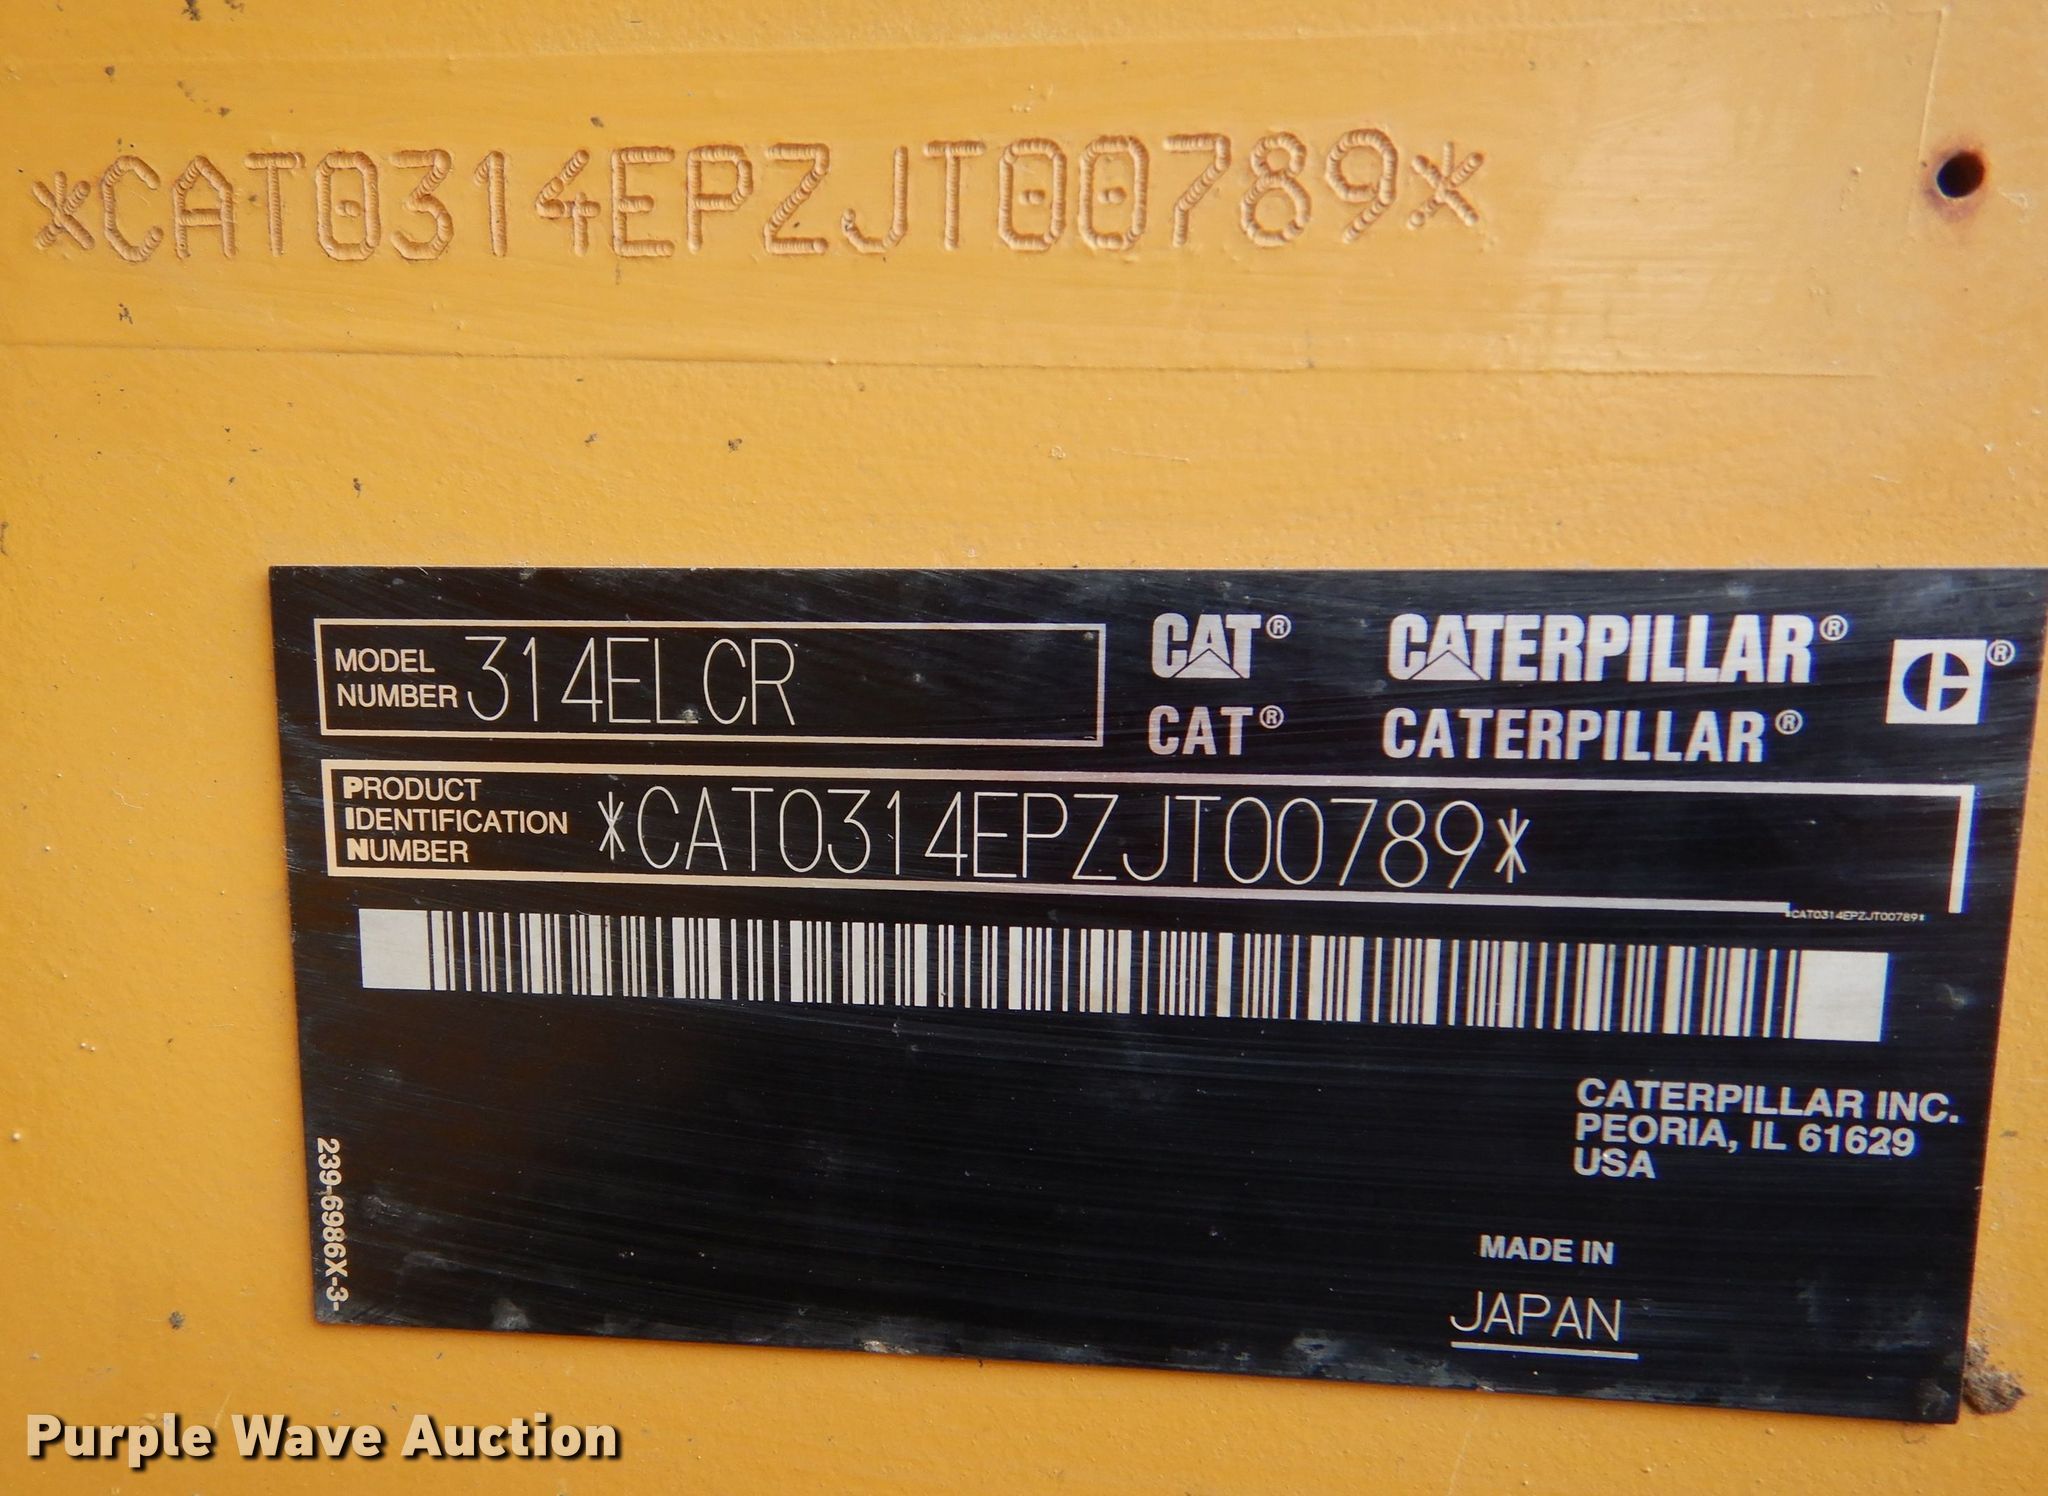 *CAT0314EPZJT00789*
MODEL NUMBER 314ELCR
CAT® CATERPILLAR®
CAT® CATERPILLAR®
PRODUCT IDENTIFICATION NUMBER *CAT0314EPZJT00789*
*CAT0314EPZJT00789*
CATERPILLAR INC.
PEORIA, IL 61629
USA
MADE IN
JAPAN
239-6986X-3-
Purple Wave Auction